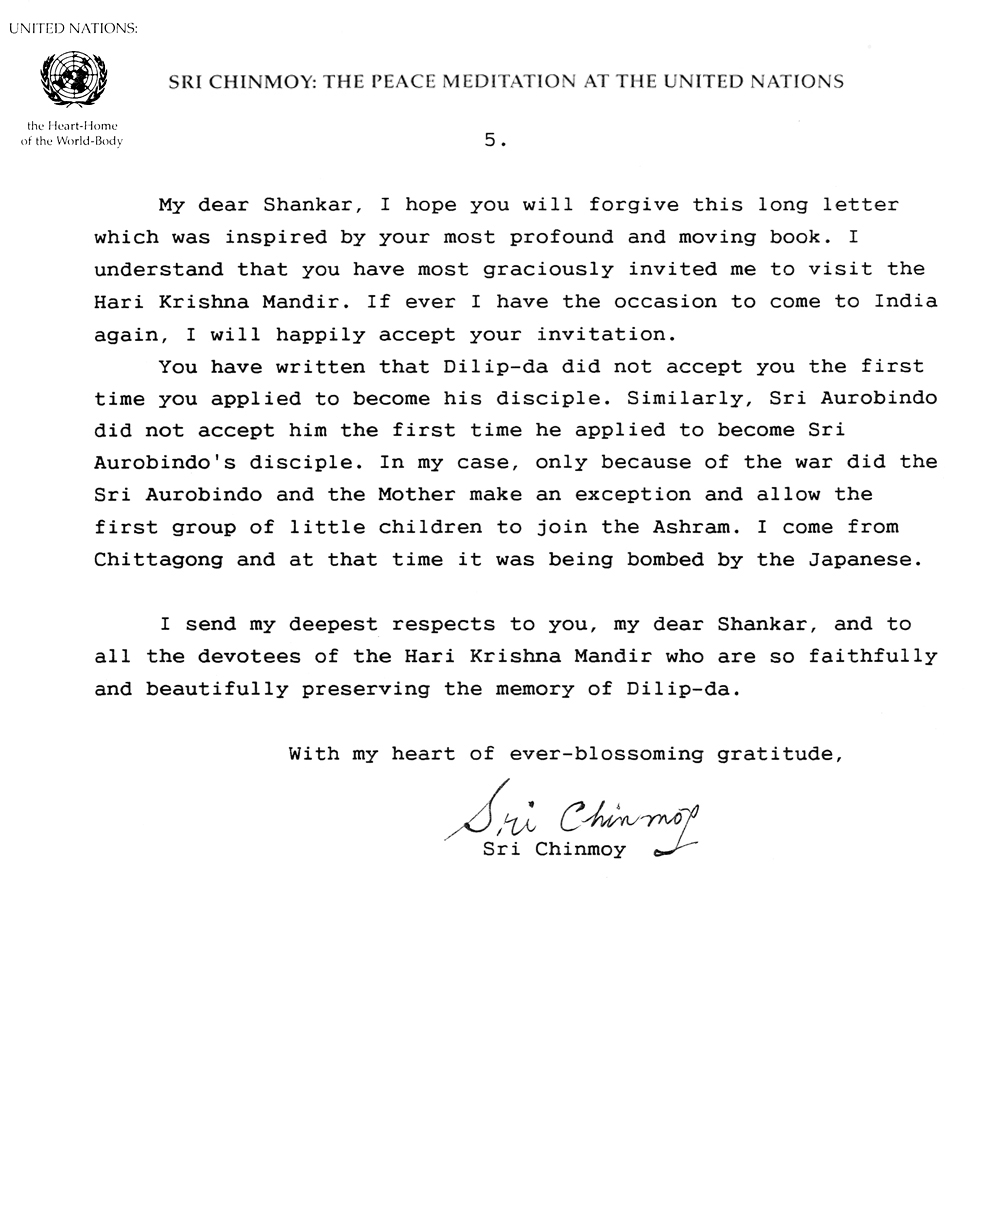 UNITED NATIONS:
SRI CHINMOY: THE PEACE MEDITATION AT THE UNITED NATIONS
the Heart-Home
of the World-Body
5.
My dear Shankar, I hope you will forgive this long letter
which was inspired by your most profound and moving book. I
understand that you have most graciously invited me to visit the
Hari Krishna Mandir. If ever I have the occasion to come to India
again, I will happily accept your invitation.
You have written that Dilip-da did not accept you the first
time you applied to become his disciple. Similarly, Sri Aurobindo
did not accept him the first time he applied to become Sri
Aurobindo's disciple. In my case, only because of the war did the
Sri Aurobindo and the Mother make an exception and allow the
first group of little children to join the Ashram. I come from
Chittagong and at that time it was being bombed by the Japanese.
I send my deepest respects to you, my dear Shankar, and to
all the devotees of the Hari Krishna Mandir who are so faithfully
and beautifully preserving the memory of Dilip-da.
With my heart of ever-blossoming gratitude,
Sri Chinmoy
Sri Chinmoy